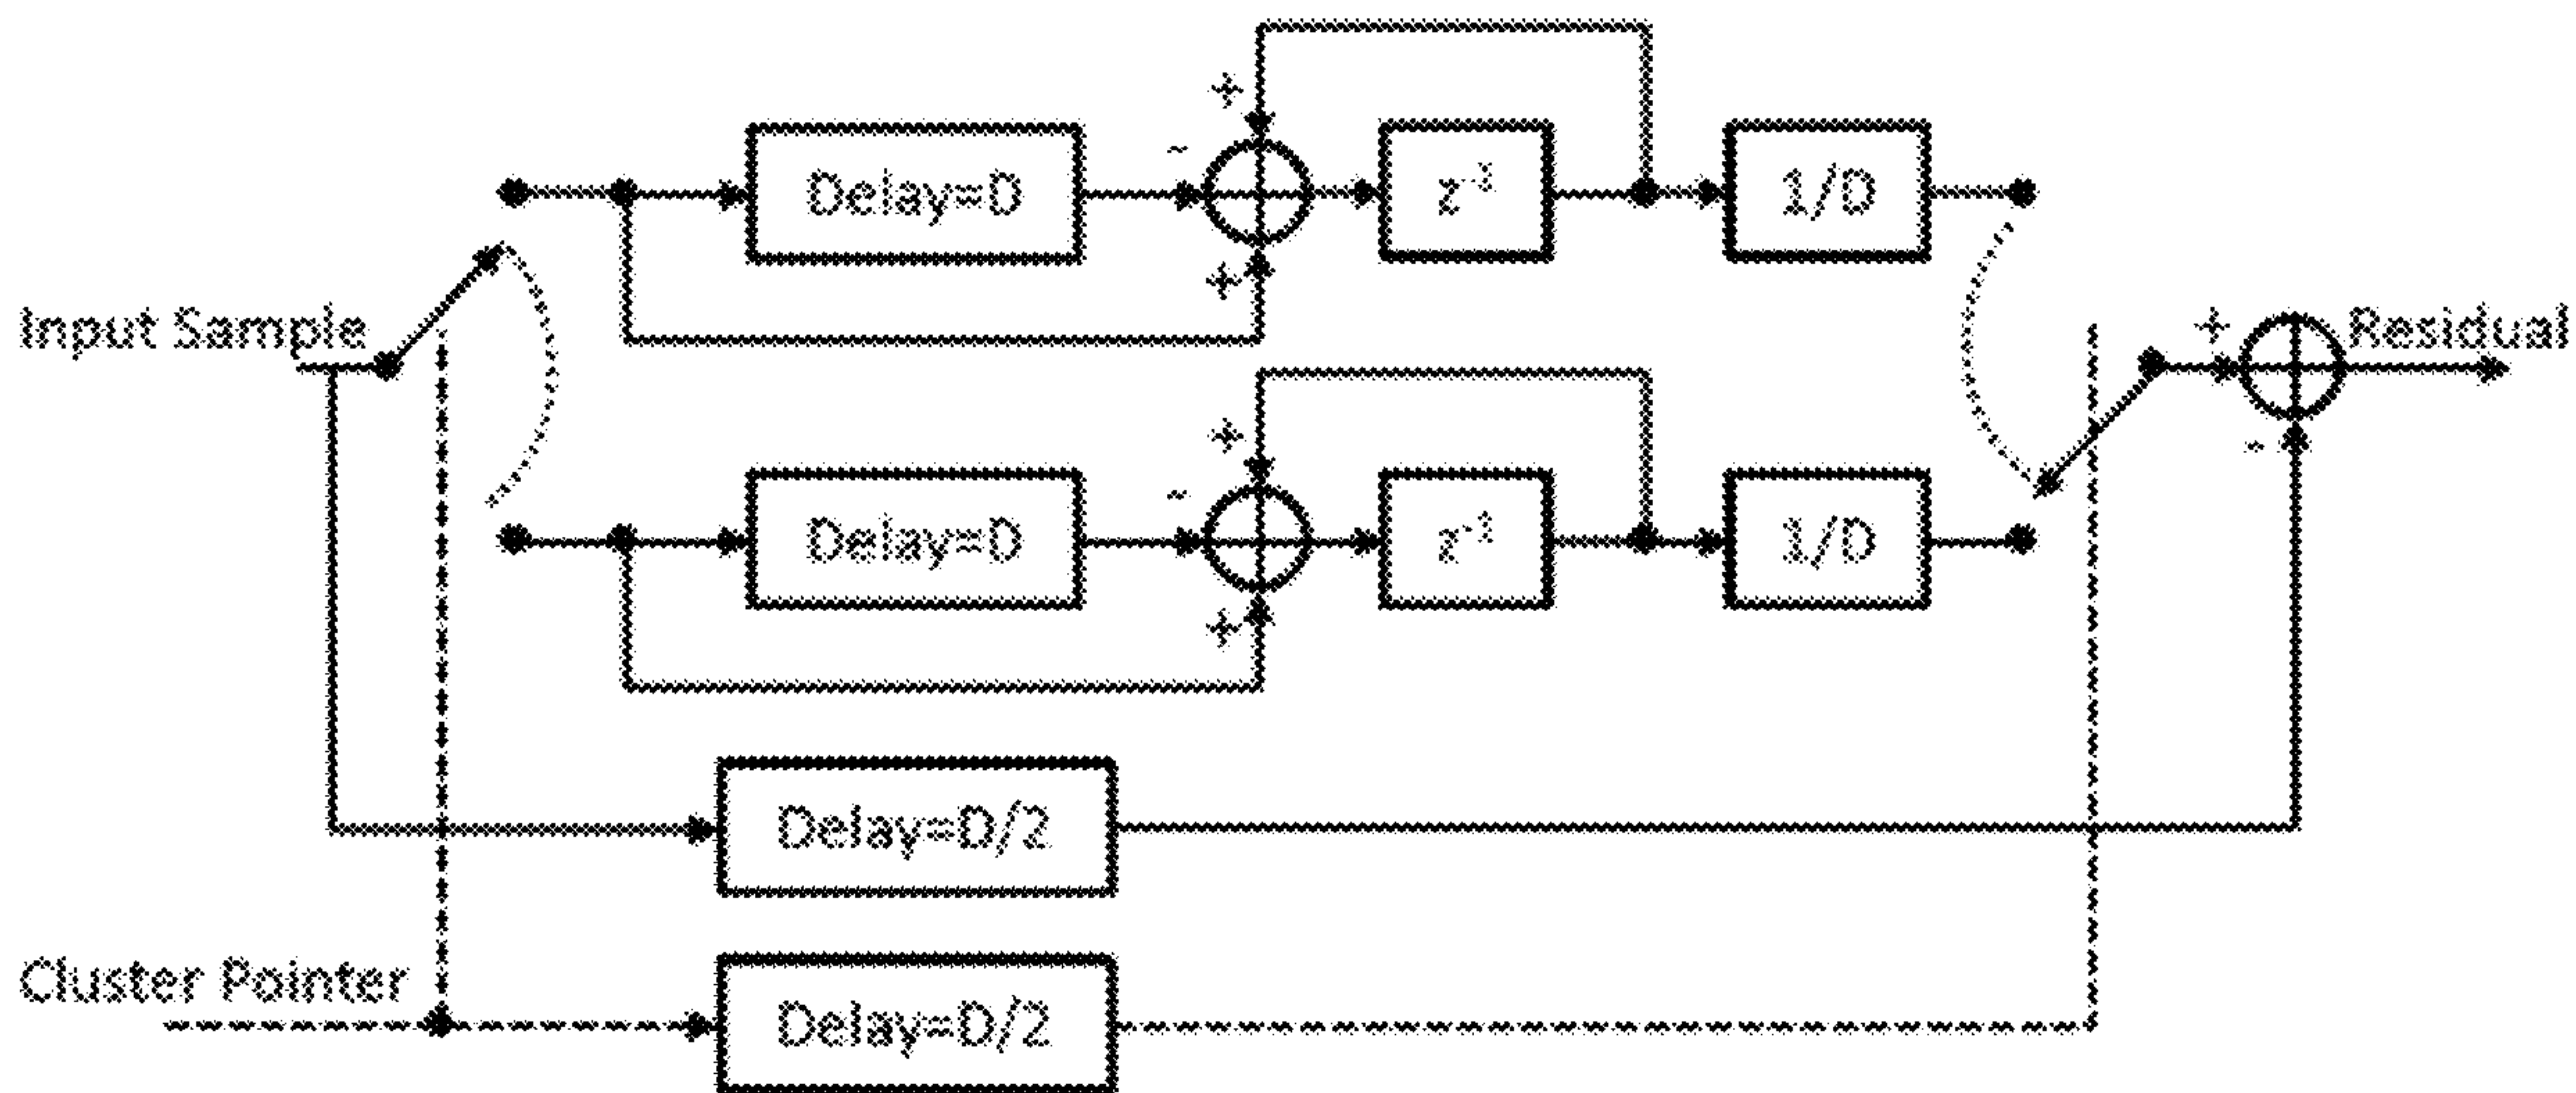 +
- Delay=D z⁻¹ 1/D
+
Input Sample + Residual
+
- Delay=D z⁻¹ 1/D
-
+
Delay=D/2
Cluster Pointer
Delay=D/2